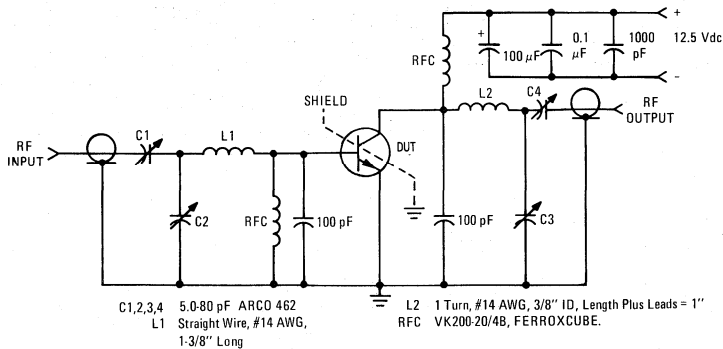 +
+
100 µF
0.1
µF
1000
pF
12.5 Vdc
-
RFC
SHIELD
L2
C4
RF
OUTPUT
RF
INPUT
C1
L1
DUT
C2
RFC
100 pF
100 pF
C3
C1,2,3,4 5.0-80 pF ARCO 462
L1 Straight Wire, #14 AWG,
1-3/8" Long
L2 1 Turn, #14 AWG, 3/8" ID, Length Plus Leads = 1"
RFC VK200-20/4B, FERROXCUBE.